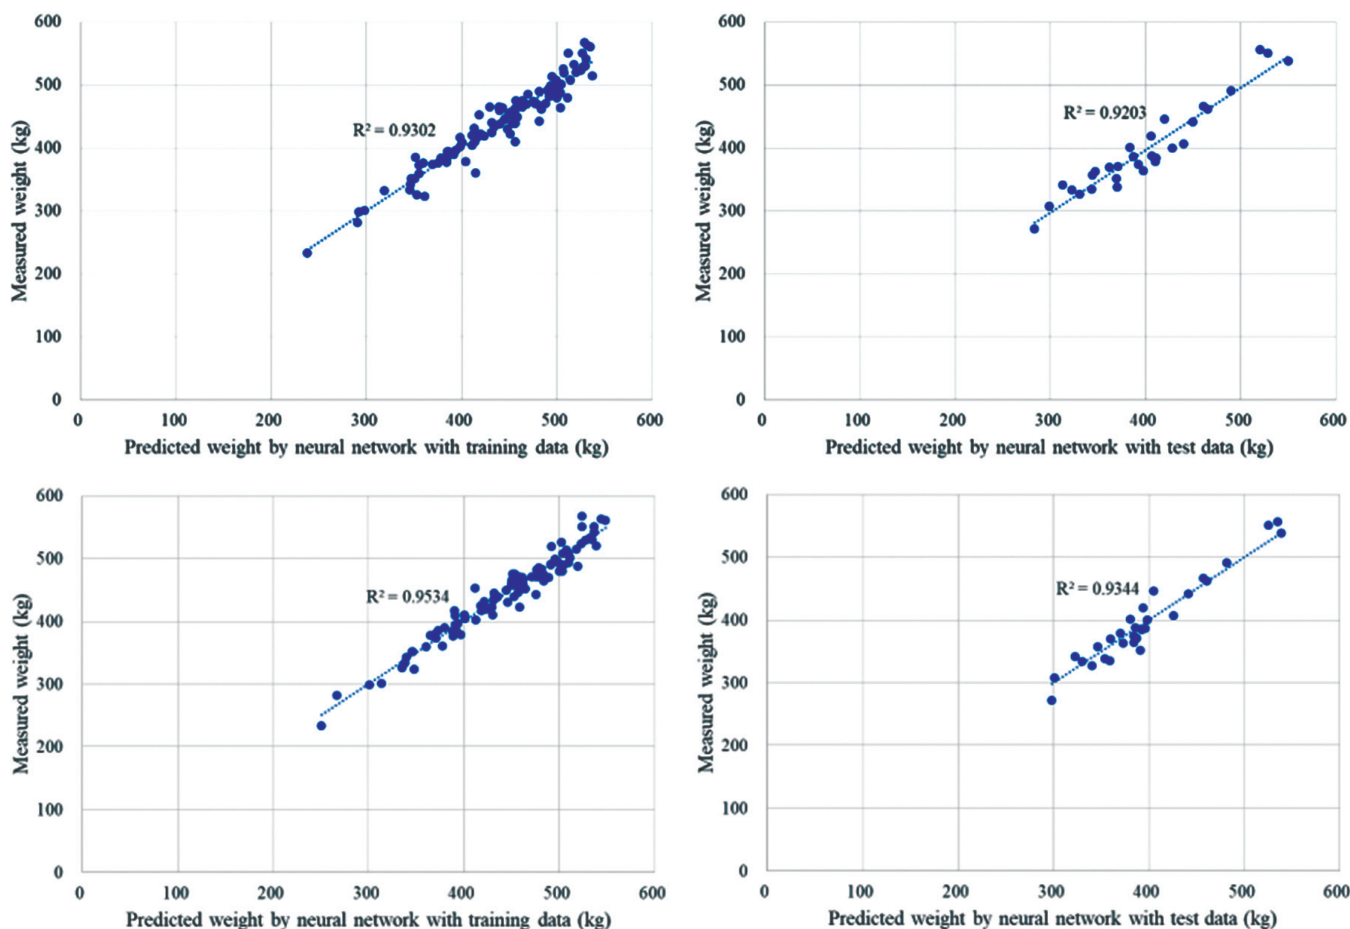 600 600
500 500
R² = 0.9302 R² = 0.9203
400 400
300 300
200 200
100 100
0 0
Measured weight (kg) Measured weight (kg)
0 100 200 300 400 500 600 0 100 200 300 400 500 600
Predicted weight by neural network with training data (kg) Predicted weight by neural network with test data (kg)
600 600
500 500
R² = 0.9534 R² = 0.9344
400 400
300 300
200 200
100 100
0 0
Measured weight (kg) Measured weight (kg)
0 100 200 300 400 500 600 0 100 200 300 400 500 600
Predicted weight by neural network with training data (kg) Predicted weight by neural network with test data (kg)